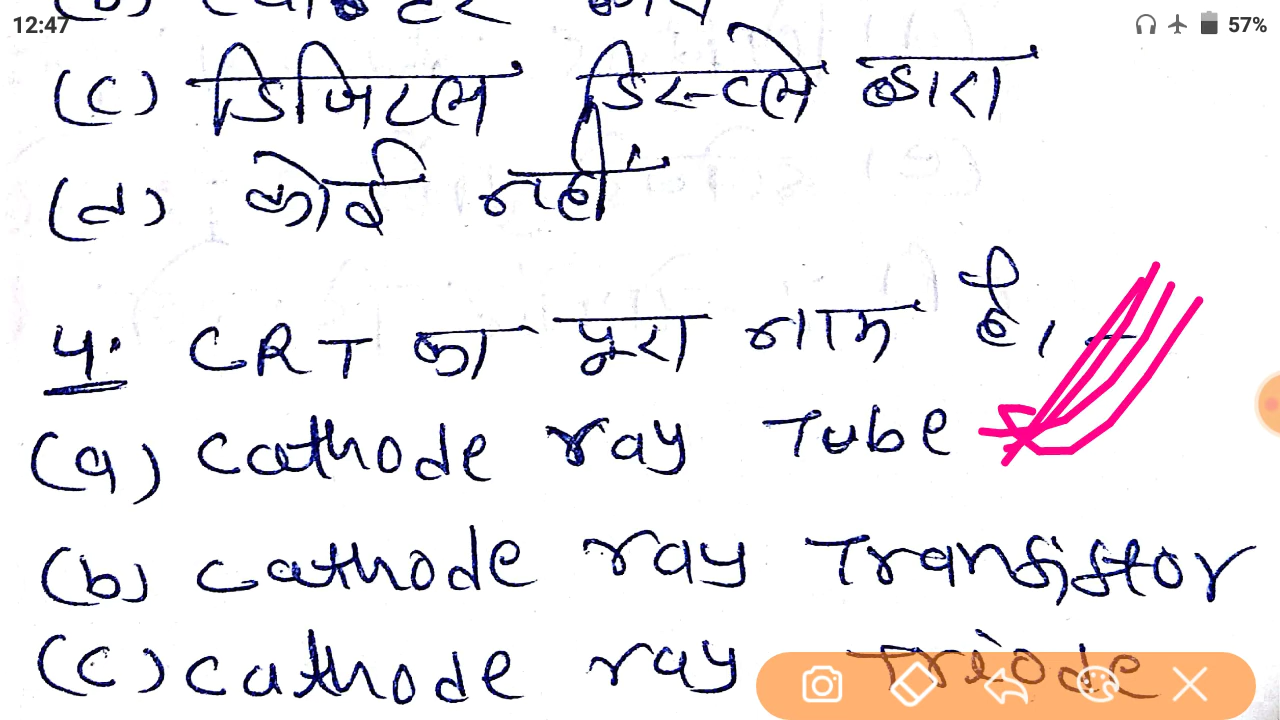 12:47
57%
(c) डिजिटल डिस्प्ले द्वारा
(d) कोई नहीं
4. CRT का पूरा नाम है, -
(a) Cathode ray Tube
(b) Cathode ray Transistor
(c) Cathode ray Triode